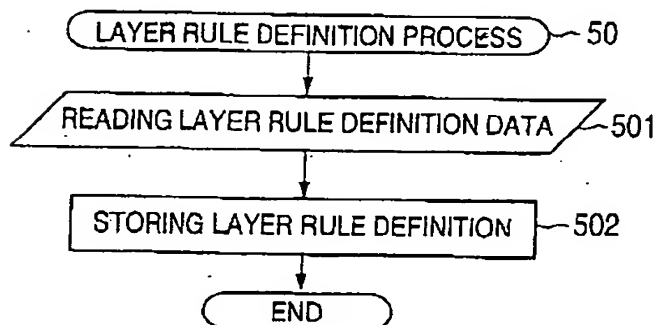 LAYER RULE DEFINITION PROCESS 50
READING LAYER RULE DEFINITION DATA 501
STORING LAYER RULE DEFINITION 502
END